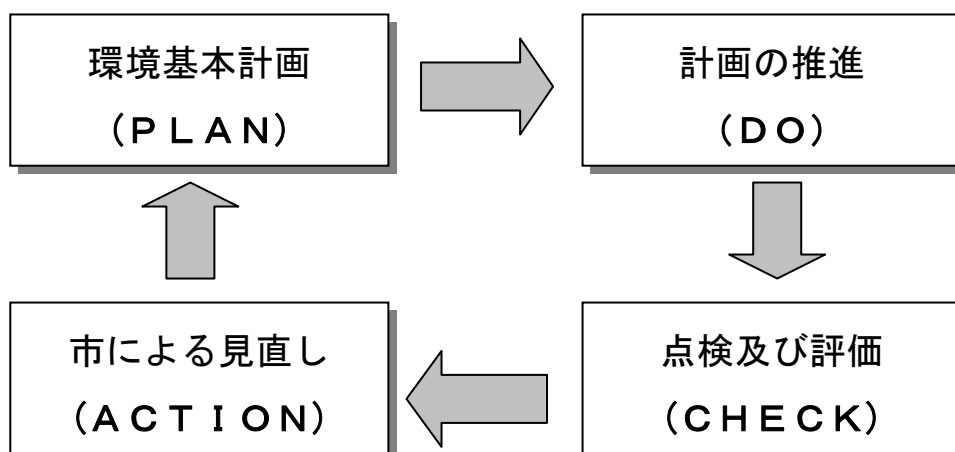 環境基本計画
（ＰＬＡＮ）
計画の推進
（ＤＯ）
市による見直し
（ＡＣＴＩＯＮ）
点検及び評価
（ＣＨＥＣＫ）